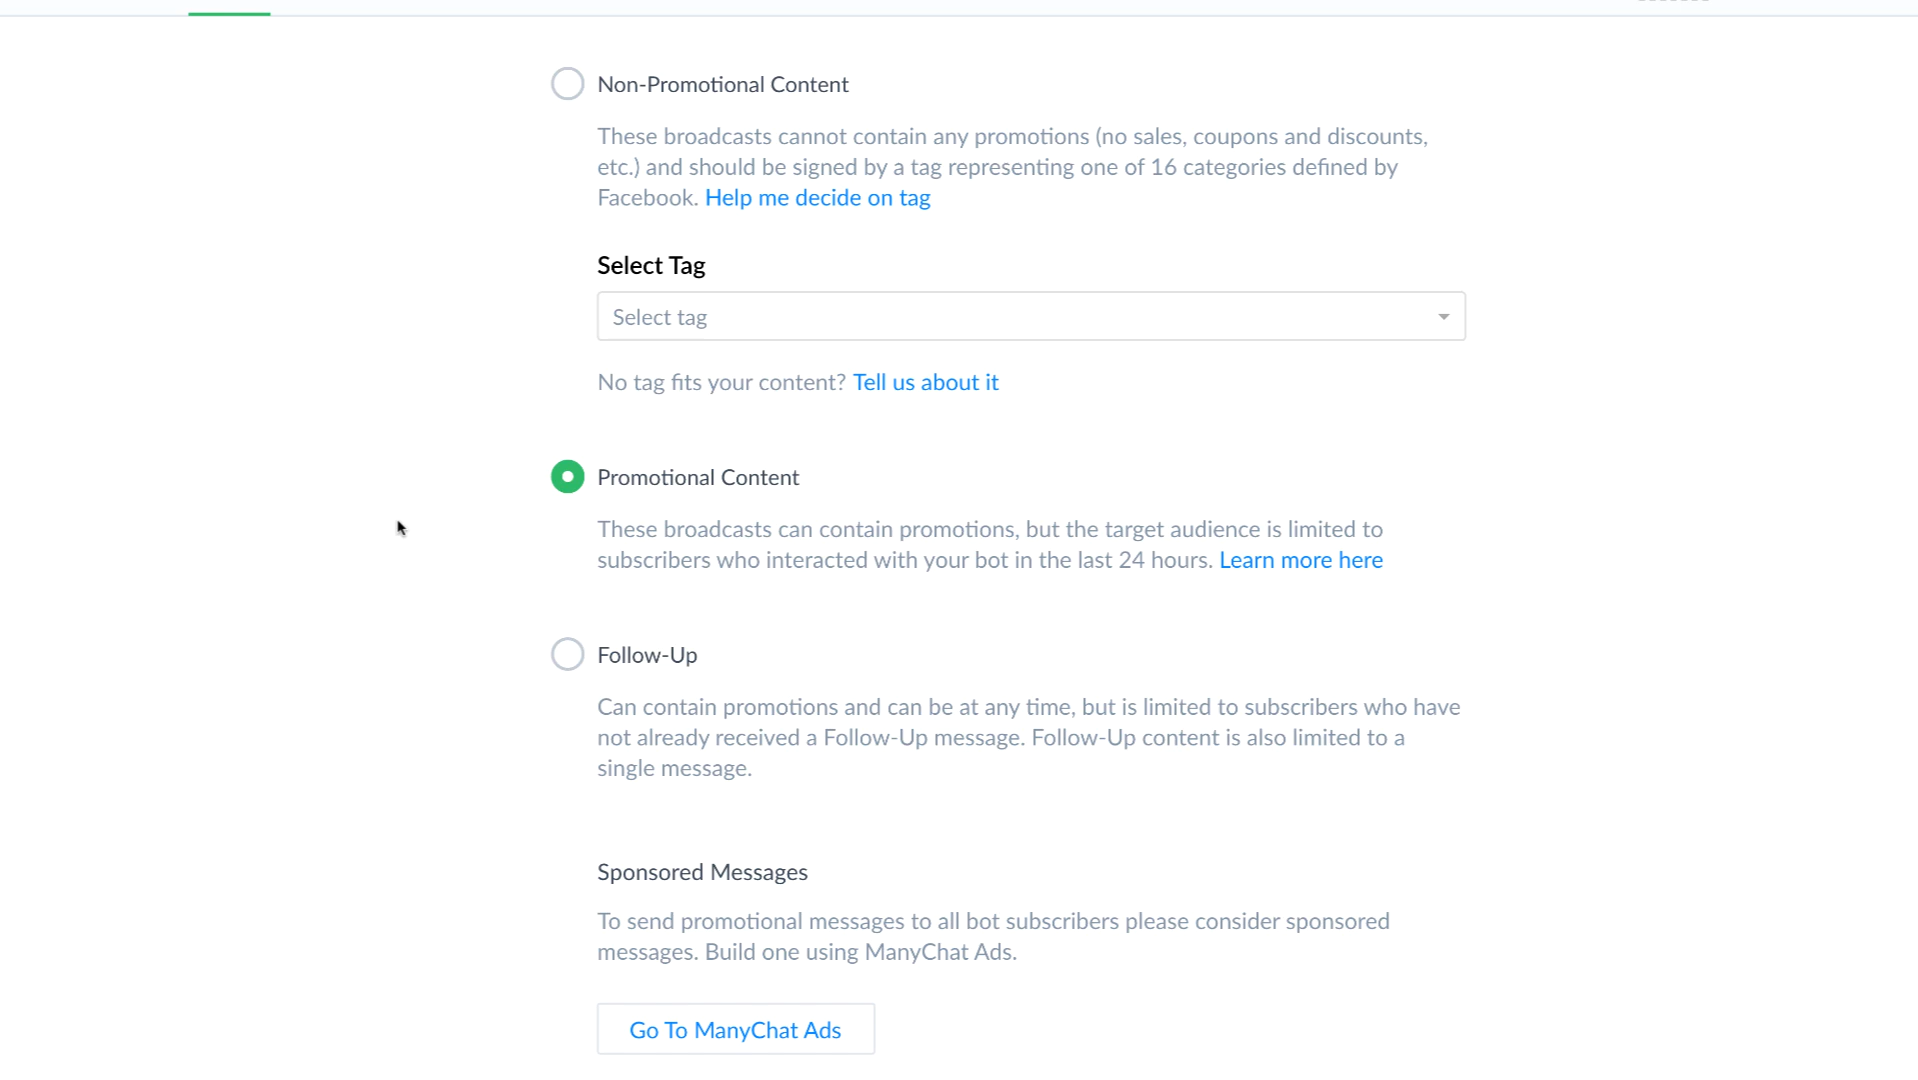 Non-Promotional Content
These broadcasts cannot contain any promotions (no sales, coupons and discounts,
etc.) and should be signed by a tag representing one of 16 categories defined by
Facebook. Help me decide on tag
Select Tag
Select tag
No tag fits your content? Tell us about it
Promotional Content
These broadcasts can contain promotions, but the target audience is limited to
subscribers who interacted with your bot in the last 24 hours. Learn more here
Follow-Up
Can contain promotions and can be at any time, but is limited to subscribers who have
not already received a Follow-Up message. Follow-Up content is also limited to a
single message.
Sponsored Messages
To send promotional messages to all bot subscribers please consider sponsored
messages. Build one using ManyChat Ads.
Go To ManyChat Ads